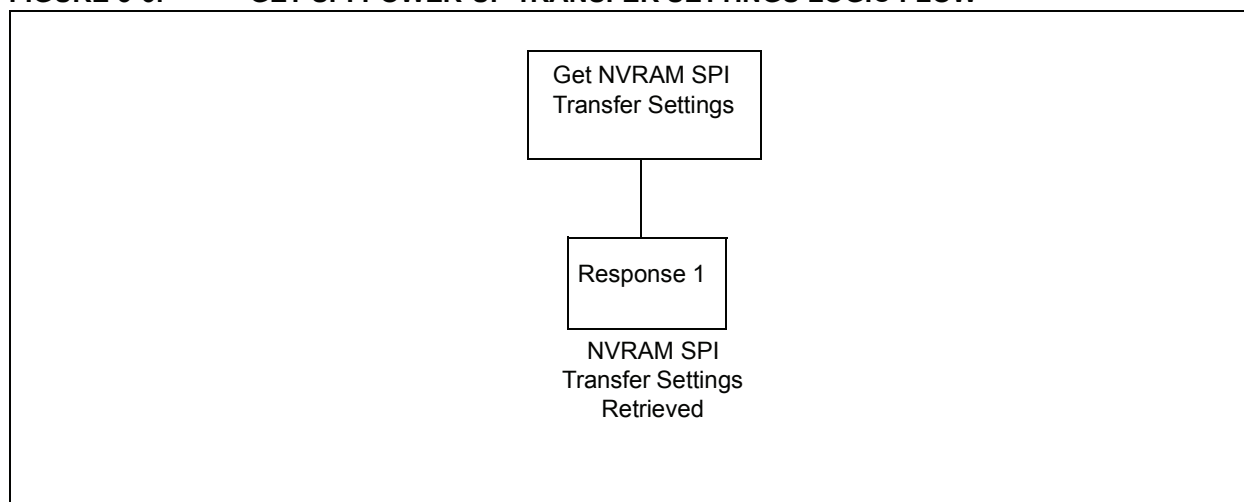 Get NVRAM SPI
Transfer Settings
Response 1
NVRAM SPI
Transfer Settings
Retrieved